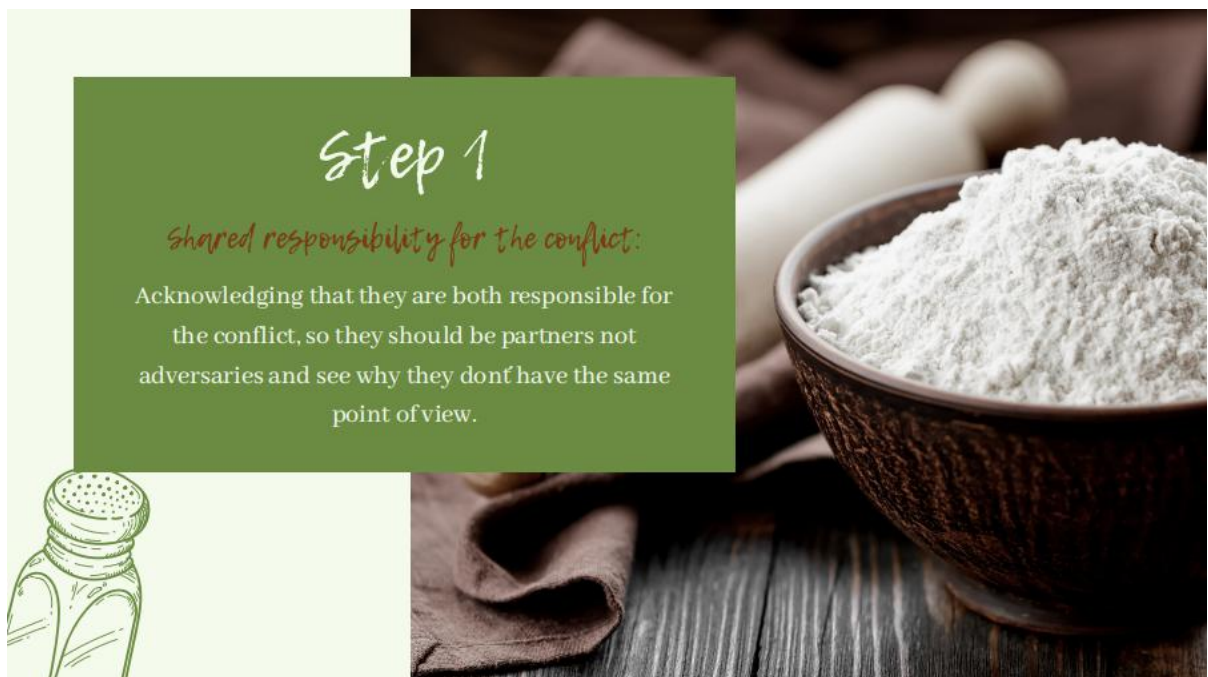 Step 1
Shared responsibility for the conflict:
Acknowledging that they are both responsible for
the conflict, so they should be partners not
adversaries and see why they dont´have the same
point of view.